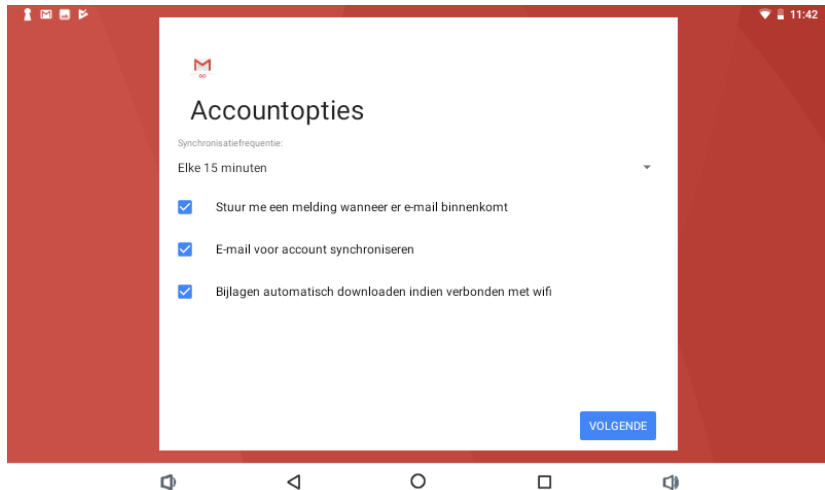 11:42
Accountopties
Synchronisatiefrequentie:
Elke 15 minuten
Stuur me een melding wanneer er e-mail binnenkomt
E-mail voor account synchroniseren
Bijlagen automatisch downloaden indien verbonden met wifi
VOLGENDE